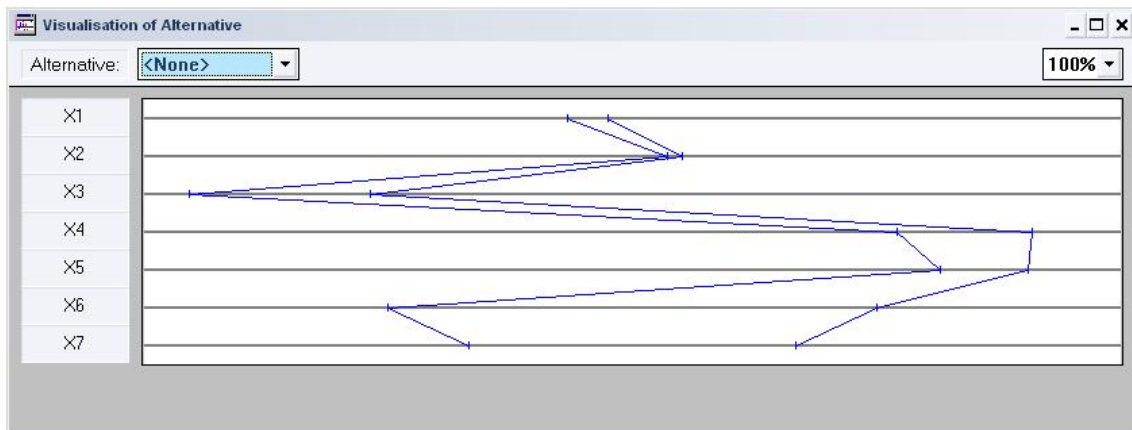 Visualisation of Alternative
Alternative: <None> 100%
X1
X2
X3
X4
X5
X6
X7